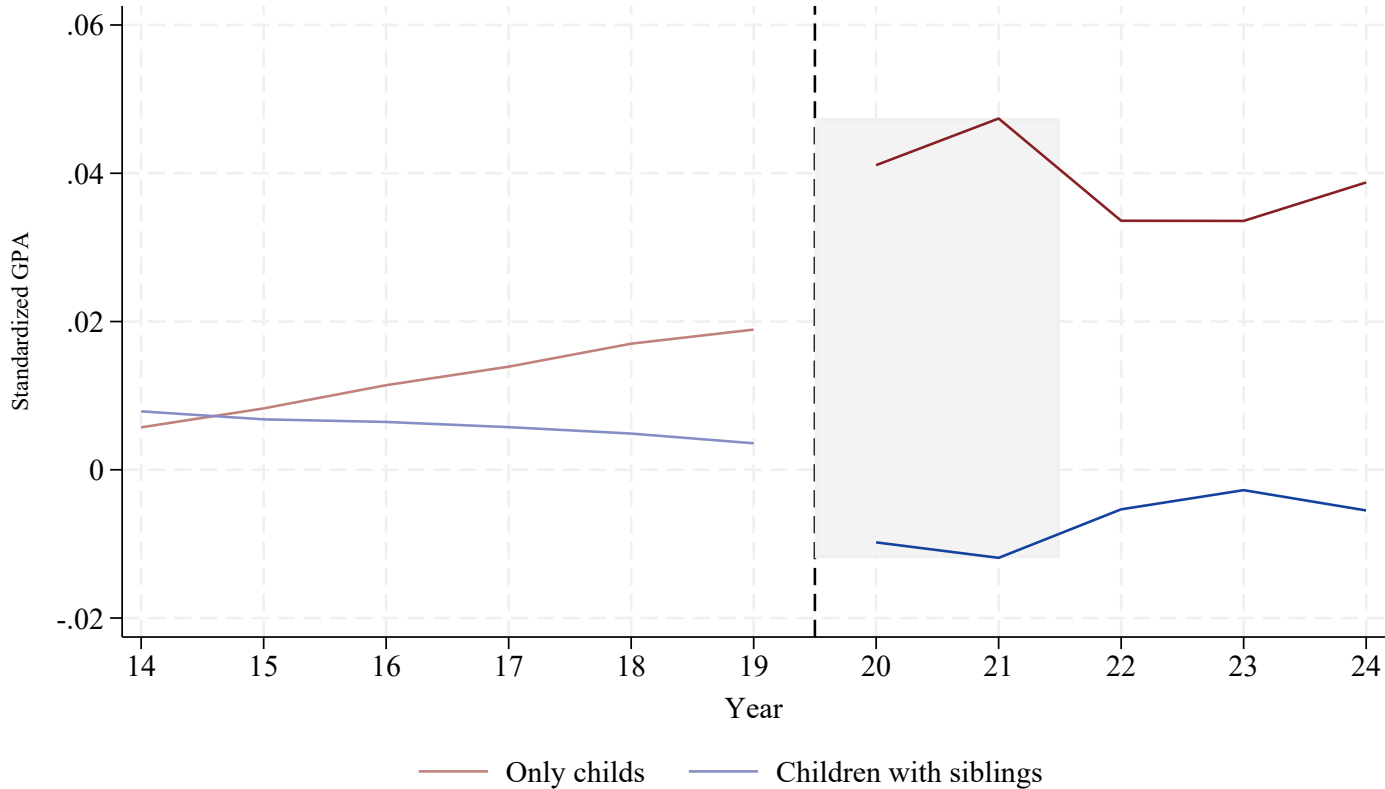 .06
.04
.02
0
-.02
Standardized GPA
14 15 16 17 18 19 20 21 22 23 24
Year
Only childs Children with siblings